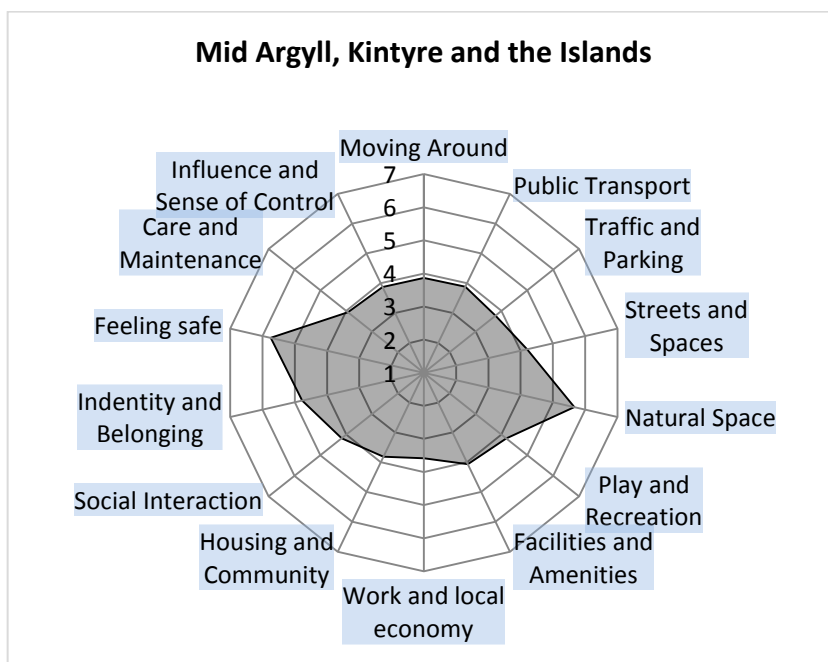 Mid Argyll, Kintyre and the Islands
Moving Around
Public Transport
Traffic and
Parking
Streets and
Spaces
Natural Space
Play and
Recreation
Facilities and
Amenities
Work and local
economy
Housing and
Community
Social Interaction
Indentity and
Belonging
Feeling safe
Care and
Maintenance
Influence and
Sense of Control
7
6
5
4
3
2
1